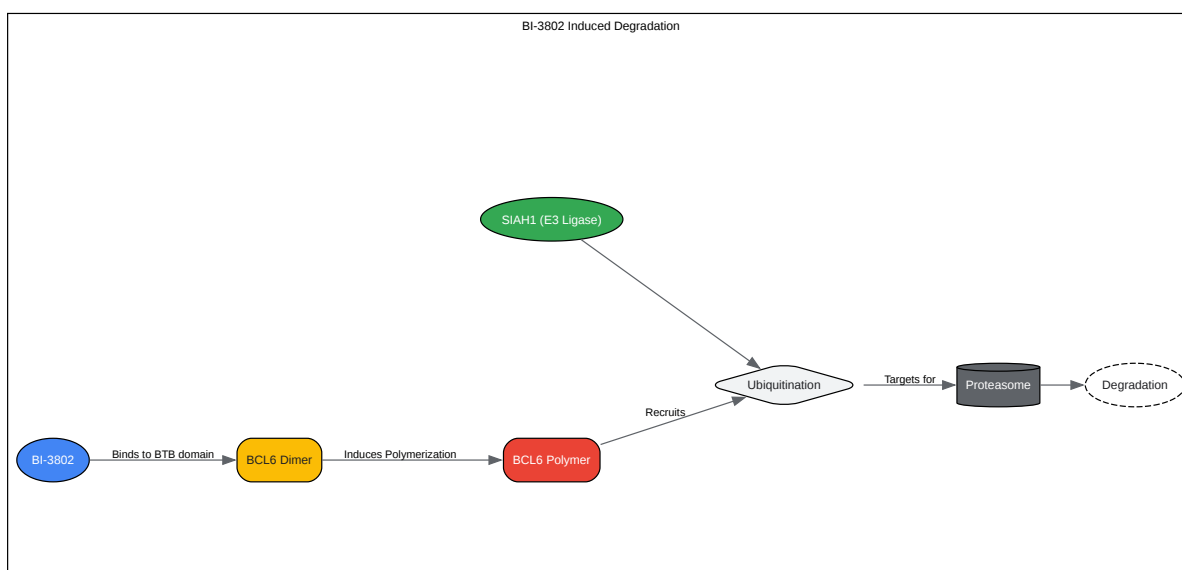 BI-3802 Induced Degradation
SIAH1 (E3 Ligase)
Ubiquitination
Targets for
Proteasome
Degradation
Recruits
BI-3802
Binds to BTB domain
BCL6 Dimer
Induces Polymerization
BCL6 Polymer